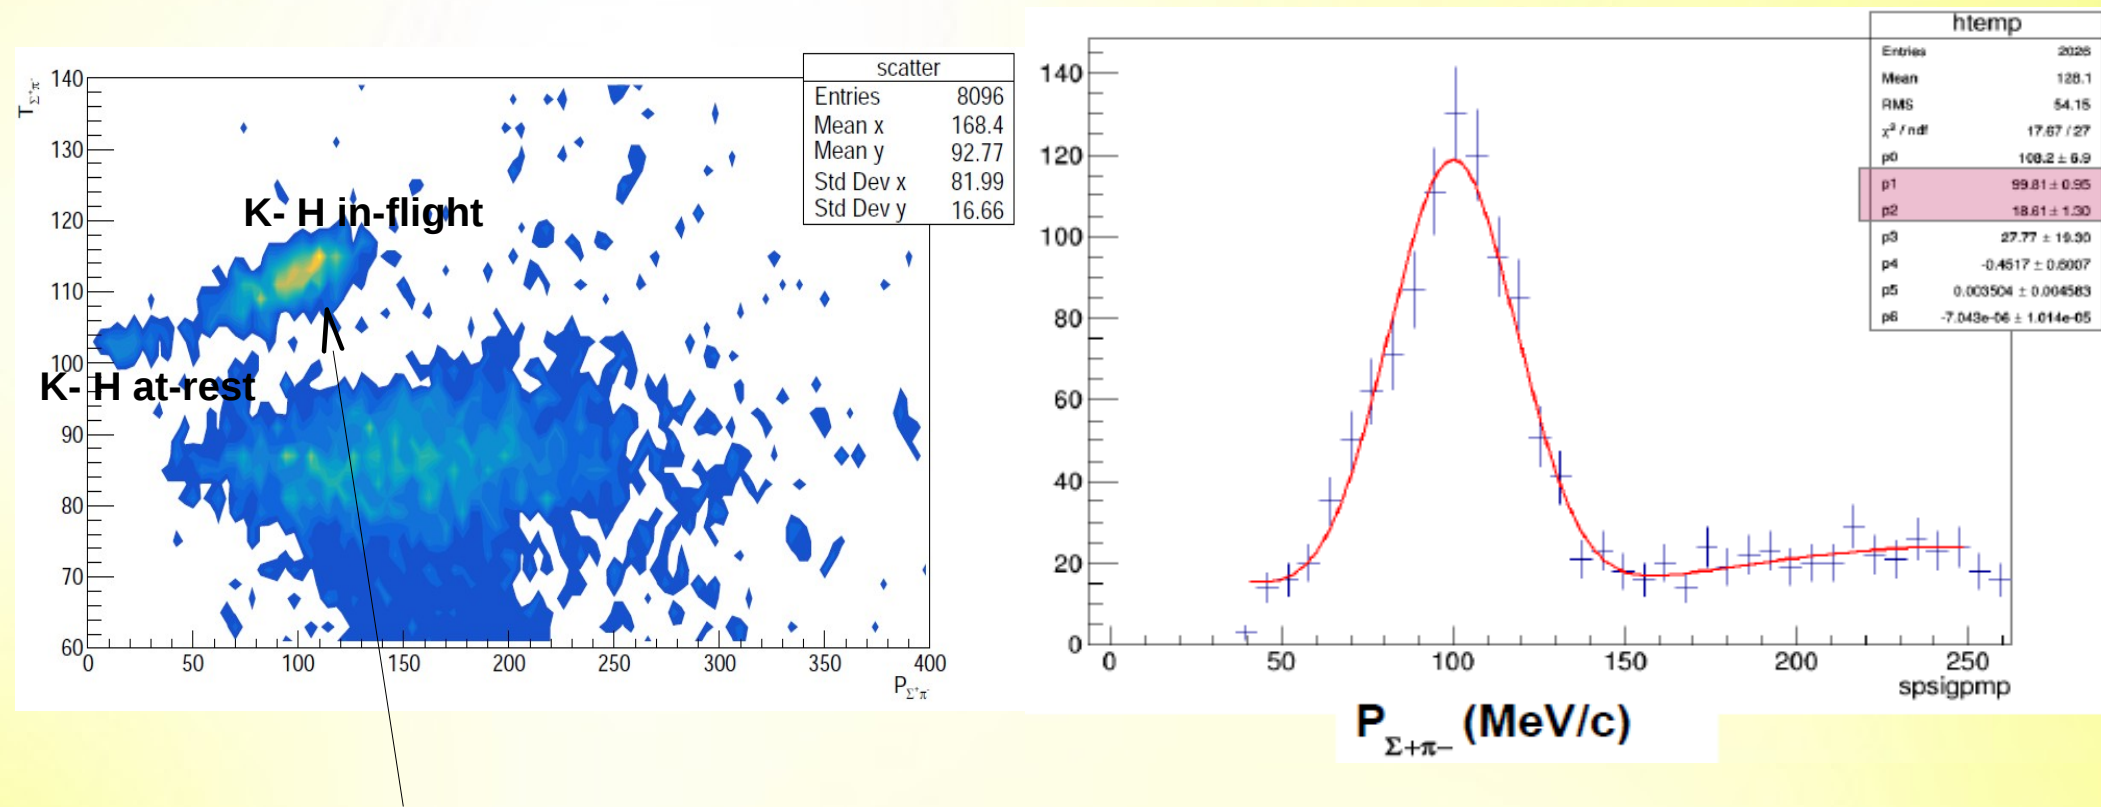 T Σ+π-
140
130
120
110
100
90
80
70
60
0 50 100 150 200 250 300 350 400
P Σ+π-
scatter
Entries 8096
Mean x 168.4
Mean y 92.77
Std Dev x 81.99
Std Dev y 16.66
K- H in-flight
K- H at-rest
140
120
100
80
60
40
20
0
0 50 100 150 200 250
spsigpmp
P Σ+π− (MeV/c)
htemp
Entries 2026
Mean 128.1
RMS 54.15
χ² / ndf 17.67 / 27
p0 108.2 ± 6.9
p1 99.81 ± 0.95
p2 18.61 ± 1.30
p3 27.77 ± 19.30
p4 -0.4517 ± 0.6007
p5 0.003504 ± 0.004583
p6 -7.043e-06 ± 1.014e-05